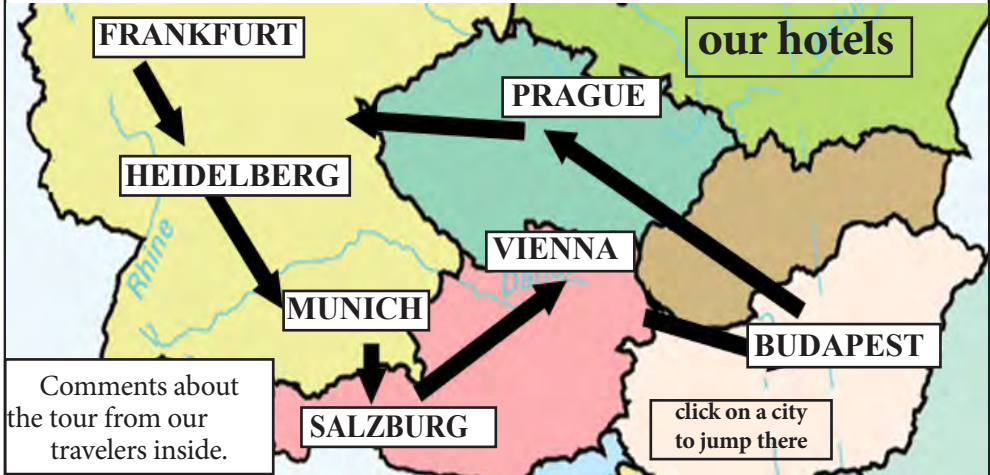 FRANKFURT
our hotels
PRAGUE
HEIDELBERG
Rhine
VIENNA
MUNICH
BUDAPEST
Comments about
the tour from our
travelers inside.
SALZBURG
click on a city
to jump there